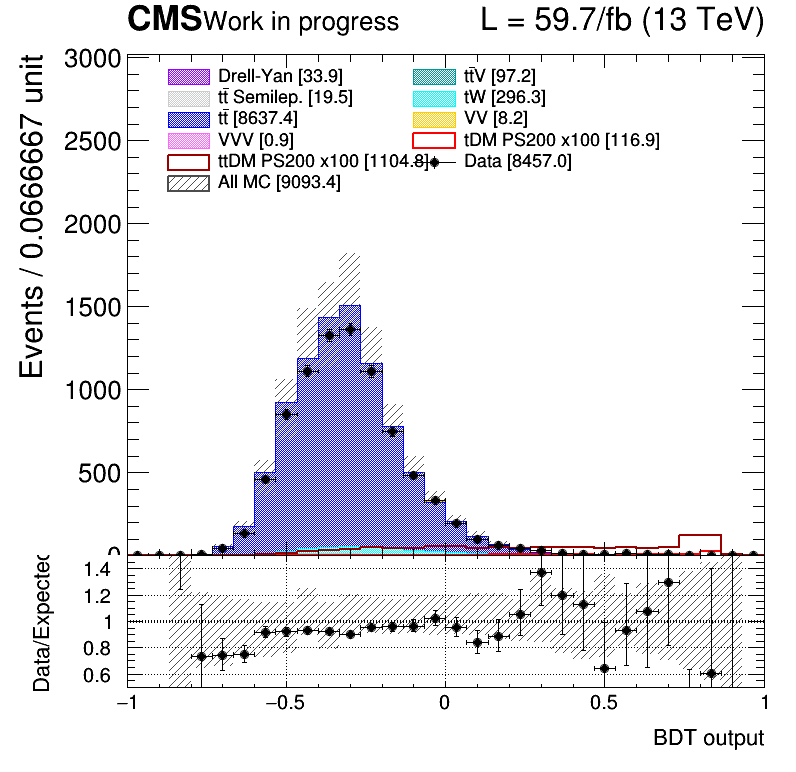 CMS Work in progress L = 59.7/fb (13 TeV)
Events / 0.0666667 unit
3000
2500
2000
1500
1000
500
0
Drell-Yan [33.9] tt̄V [97.2]
tt̄ Semilep. [19.5] tW [296.3]
tt̄ [8637.4] VV [8.2]
VVV [0.9] tDM PS200 x100 [116.9]
ttDM PS200 x100 [1104.8] Data [8457.0]
All MC [9093.4]
Data/Expected
1.4
1.2
1
0.8
0.6
−1 −0.5 0 0.5 1
BDT output